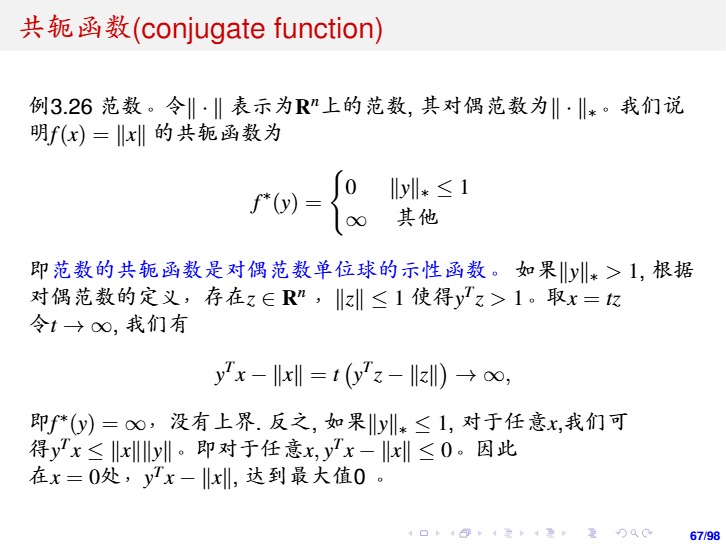 共轭函数(conjugate function)
例3.26 范数。令‖ · ‖ 表示为Rⁿ上的范数, 其对偶范数为‖ · ‖∗。我们说
明f(x) = ‖x‖ 的共轭函数为
f*(y) = { 0 ‖y‖∗ ≤ 1
∞ 其他
即范数的共轭函数是对偶范数单位球的示性函数。 如果‖y‖∗ > 1, 根据
对偶范数的定义，存在z ∈ Rⁿ ，‖z‖ ≤ 1 使得yᵀz > 1。取x = tz
令t → ∞, 我们有
yᵀx − ‖x‖ = t (yᵀz − ‖z‖) → ∞,
即f*(y) = ∞，没有上界. 反之, 如果‖y‖∗ ≤ 1, 对于任意x,我们可
得yᵀx ≤ ‖x‖‖y‖。即对于任意x, yᵀx − ‖x‖ ≤ 0。因此
在x = 0处，yᵀx − ‖x‖, 达到最大值0 。
67/98